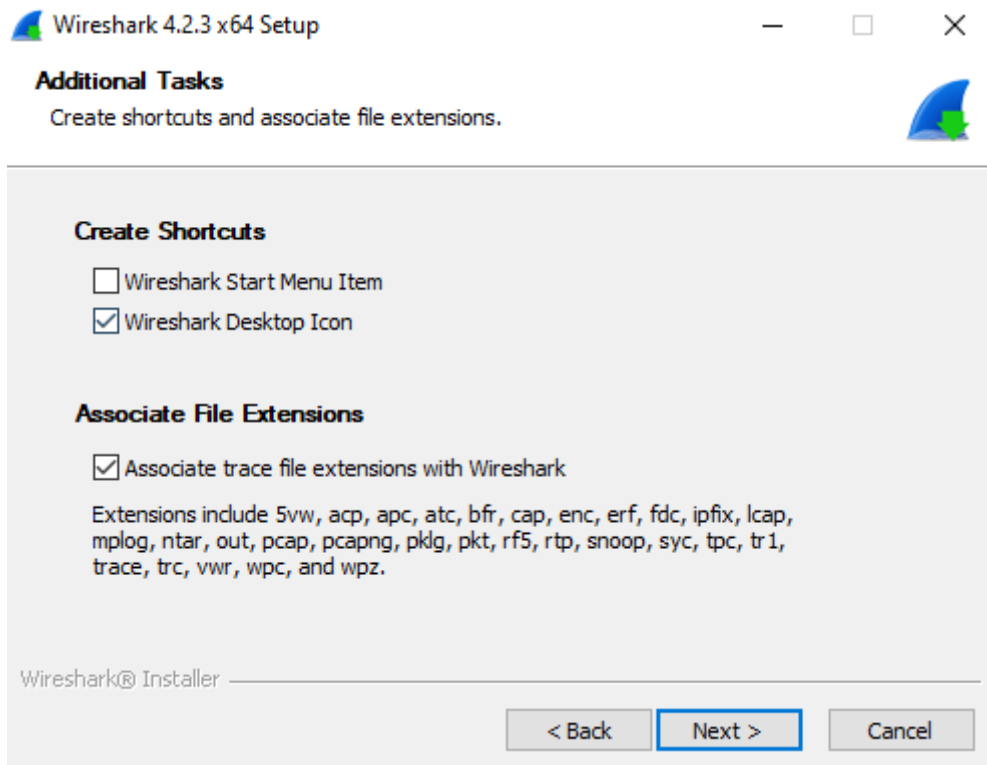 Wireshark 4.2.3 x64 Setup
Additional Tasks
Create shortcuts and associate file extensions.
Create Shortcuts
Wireshark Start Menu Item
Wireshark Desktop Icon
Associate File Extensions
Associate trace file extensions with Wireshark
Extensions include 5vw, acp, apc, atc, bfr, cap, enc, erf, fdc, ipfix, lcap,
mplog, ntar, out, pcap, pcapng, pklg, pkt, rf5, rtp, snoop, syc, tpc, tr1,
trace, trc, vwr, wpc, and wpz.
Wireshark® Installer
< Back Next > Cancel